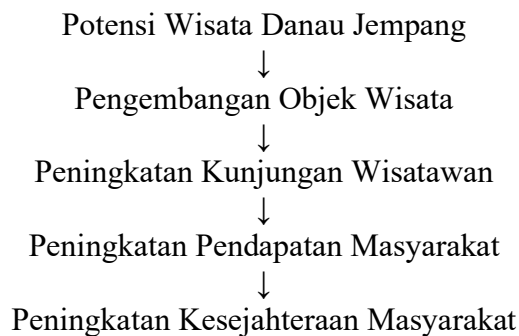 Potensi Wisata Danau Jempang
↓
Pengembangan Objek Wisata
↓
Peningkatan Kunjungan Wisatawan
↓
Peningkatan Pendapatan Masyarakat
↓
Peningkatan Kesejahteraan Masyarakat